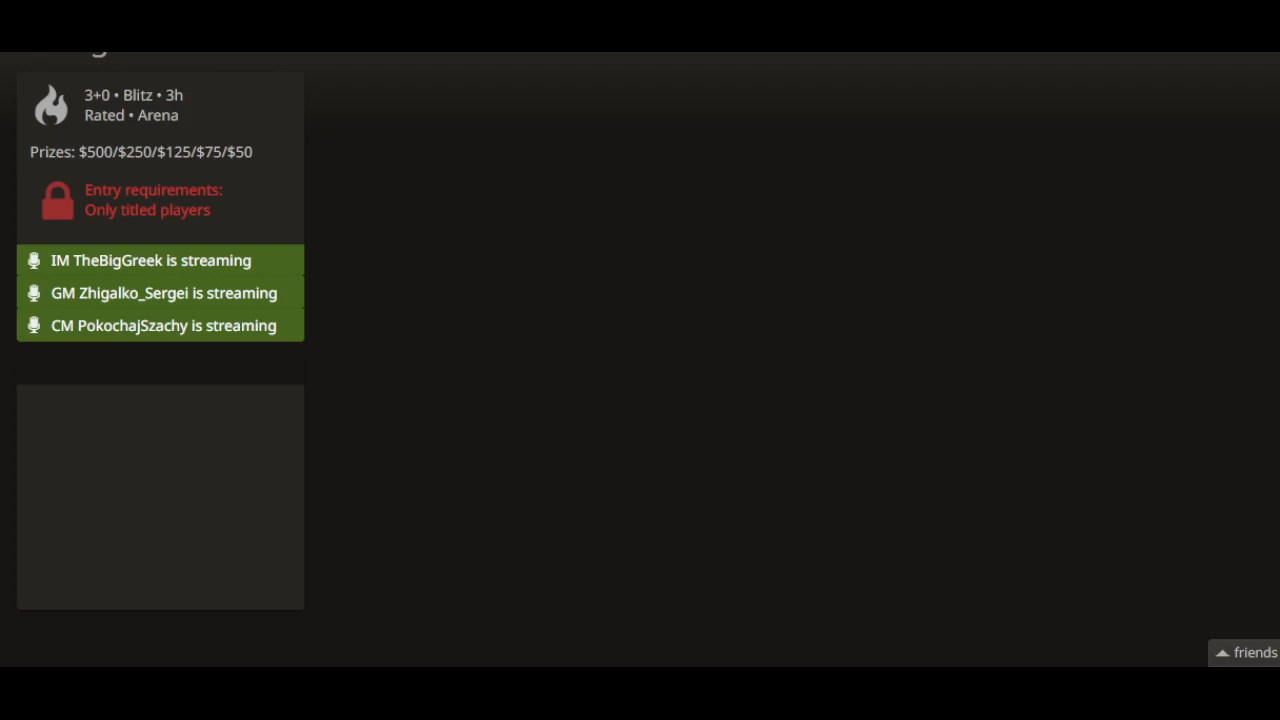 3+0 • Blitz • 3h
Rated • Arena
Prizes: $500/$250/$125/$75/$50
Entry requirements:
Only titled players
IM TheBigGreek is streaming
GM Zhigalko_Sergei is streaming
CM PokochajSzachy is streaming
friends